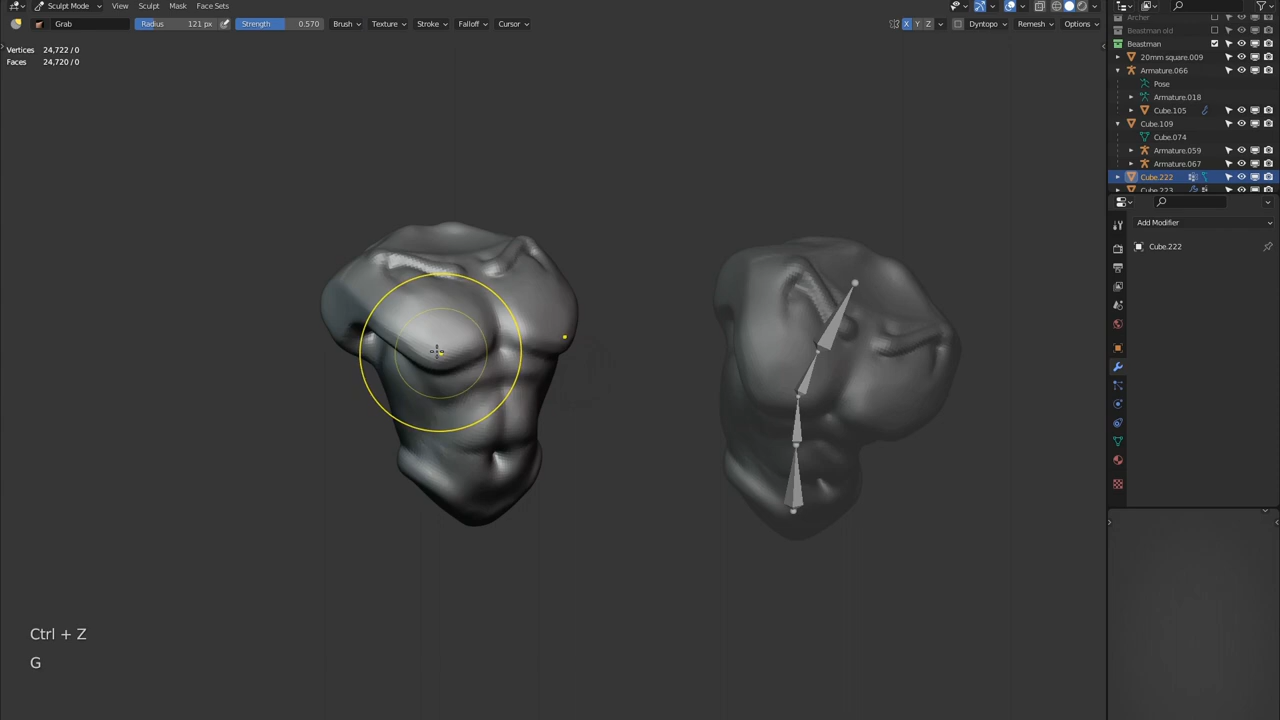 Sculpt Mode View Sculpt Mask Face Sets
Grab Radius 121 px Strength 0.570 Brush Texture Stroke Falloff Cursor X Y Z Dyntopo Remesh Options
Vertices 24,722 / 0
Faces 24,720 / 0
Archer
Beastman old
Beastman
20mm square.009
Armature.066
Pose
Armature.018
Cube.105
Cube.109
Cube.074
Armature.059
Armature.067
Cube.222
Cube.223
Add Modifier
Cube.222
Ctrl + Z
G